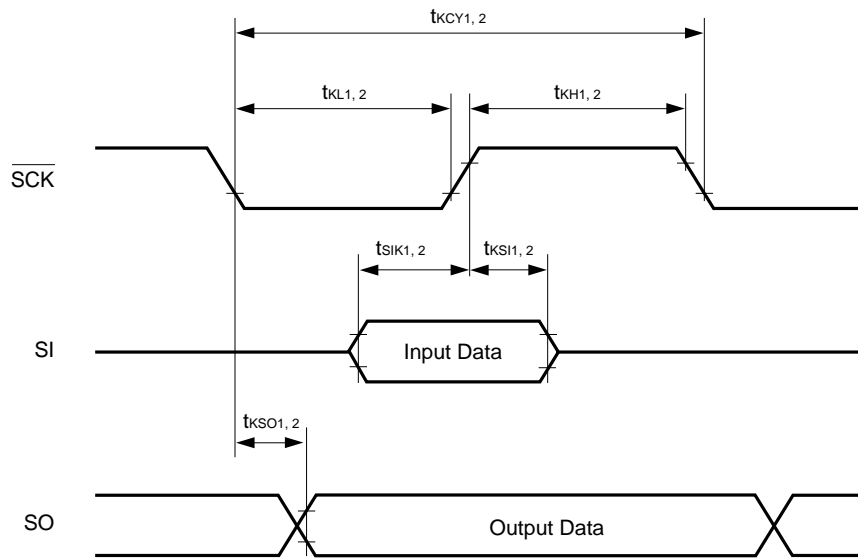 tKCY1, 2
tKL1, 2
tKH1, 2
SCK
tSIK1, 2
tKSI1, 2
SI
Input Data
tKSO1, 2
SO
Output Data